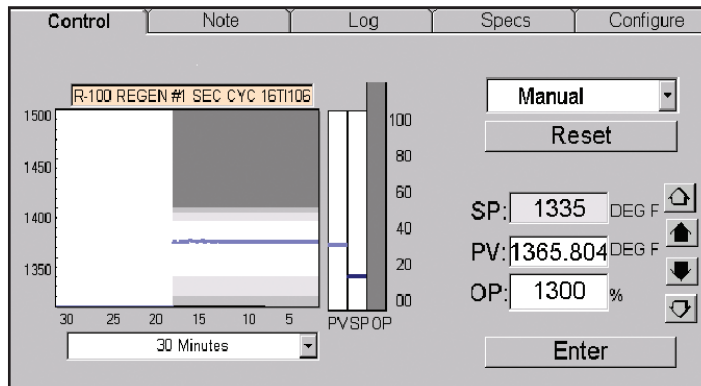 Control Note Log Specs Configure
R-100 REGEN #1 SEC CYC 16TI106
1500
1450
1400
1350
30 25 20 15 10 5
30 Minutes
100
80
60
40
20
00
PV SP OP
Manual
Reset
SP: 1335 DEG F
PV: 1365.804 DEG F
OP: 1300 %
Enter